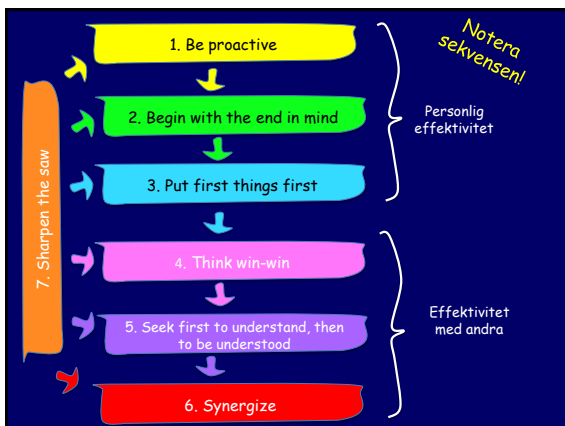 1. Be proactive
Notera
sekvensen!
2. Begin with the end in mind
Personlig
effektivitet
3. Put first things first
7. Sharpen the saw
4. Think win-win
5. Seek first to understand, then
to be understood
Effektivitet
med andra
6. Synergize